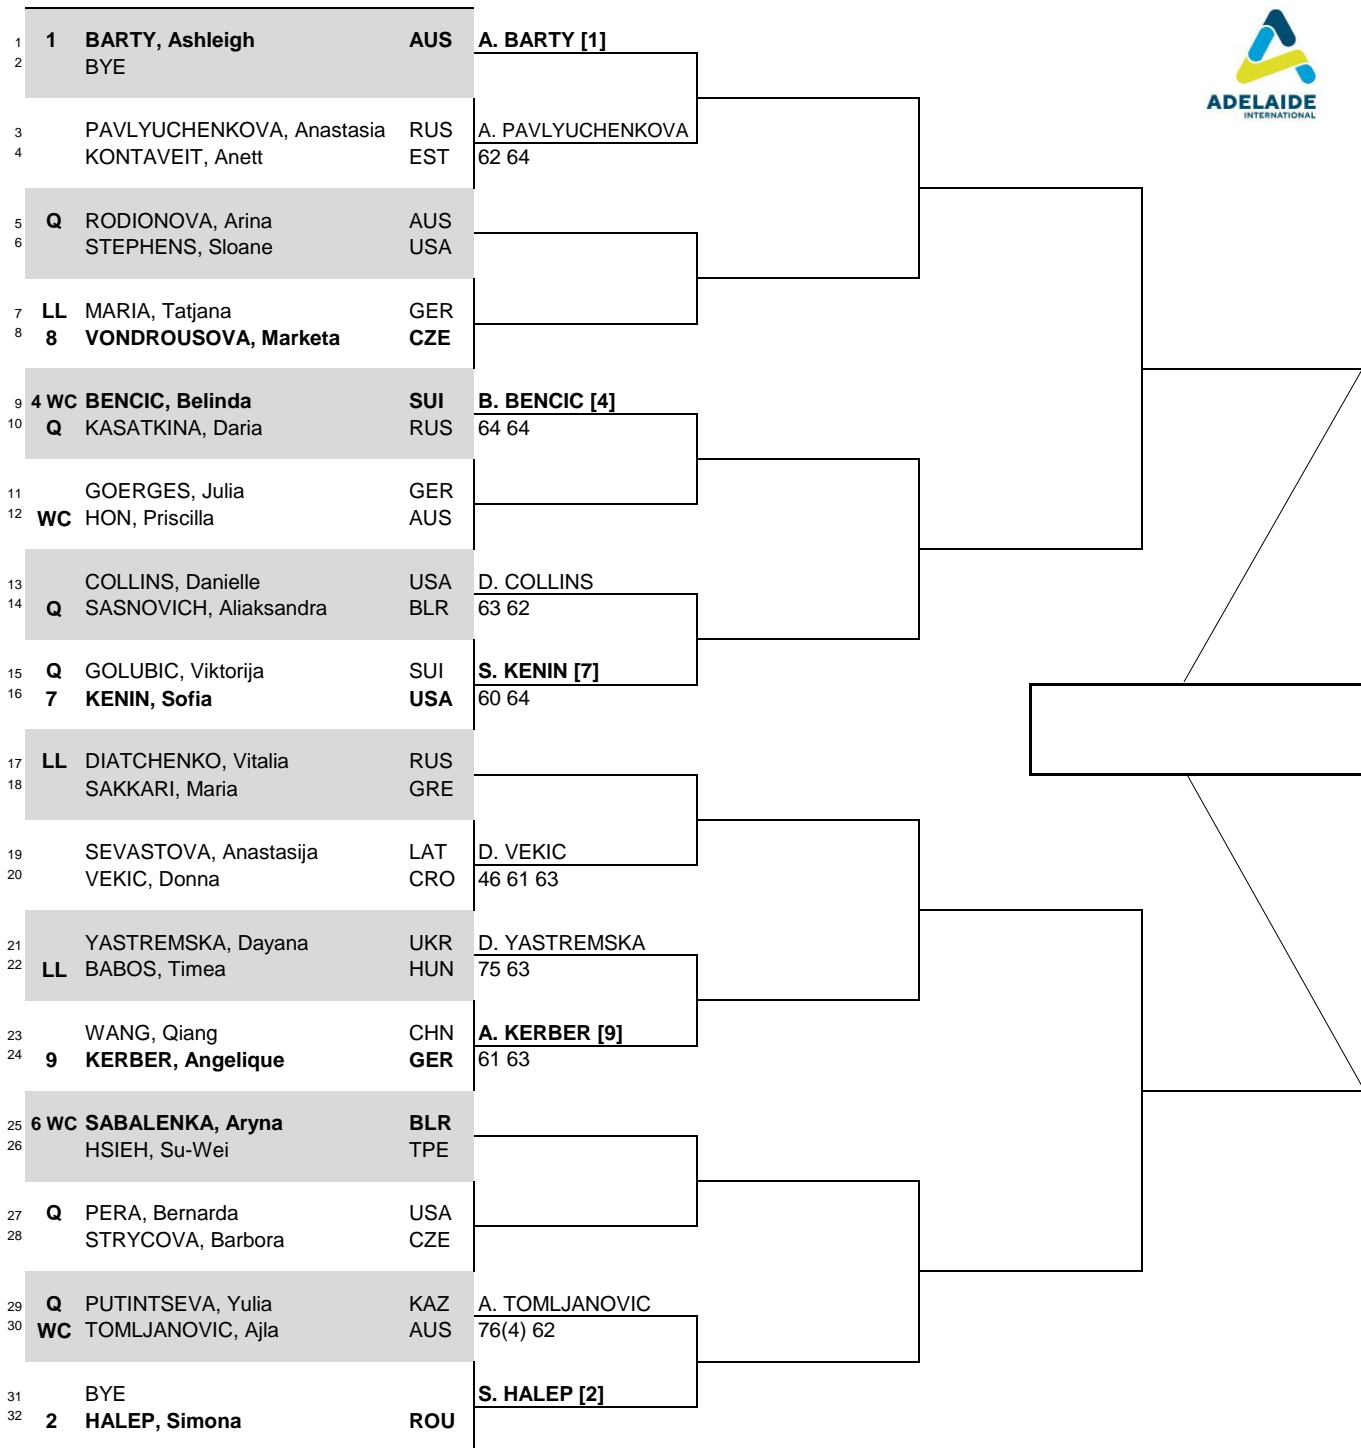 1 1 BARTY, Ashleigh AUS A. BARTY [1]
2 BYE
ADELAIDE
INTERNATIONAL
3 PAVLYUCHENKOVA, Anastasia RUS A. PAVLYUCHENKOVA
4 KONTAVEIT, Anett EST 62 64
5 Q RODIONOVA, Arina AUS
6 STEPHENS, Sloane USA
7 LL MARIA, Tatjana GER
8 8 VONDROUSOVA, Marketa CZE
9 4 WC BENCIC, Belinda SUI B. BENCIC [4]
10 Q KASATKINA, Daria RUS 64 64
11 GOERGES, Julia GER
12 WC HON, Priscilla AUS
13 COLLINS, Danielle USA D. COLLINS
14 Q SASNOVICH, Aliaksandra BLR 63 62
15 Q GOLUBIC, Viktorija SUI S. KENIN [7]
16 7 KENIN, Sofia USA 60 64
17 LL DIATCHENKO, Vitalia RUS
18 SAKKARI, Maria GRE
19 SEVASTOVA, Anastasija LAT D. VEKIC
20 VEKIC, Donna CRO 46 61 63
21 YASTREMSKA, Dayana UKR D. YASTREMSKA
22 LL BABOS, Timea HUN 75 63
23 WANG, Qiang CHN A. KERBER [9]
24 9 KERBER, Angelique GER 61 63
25 6 WC SABALENKA, Aryna BLR
26 HSIEH, Su-Wei TPE
27 Q PERA, Bernarda USA
28 STRYCOVA, Barbora CZE
29 Q PUTINTSEVA, Yulia KAZ A. TOMLJANOVIC
30 WC TOMLJANOVIC, Ajla AUS 76(4) 62
31 BYE S. HALEP [2]
32 2 HALEP, Simona ROU